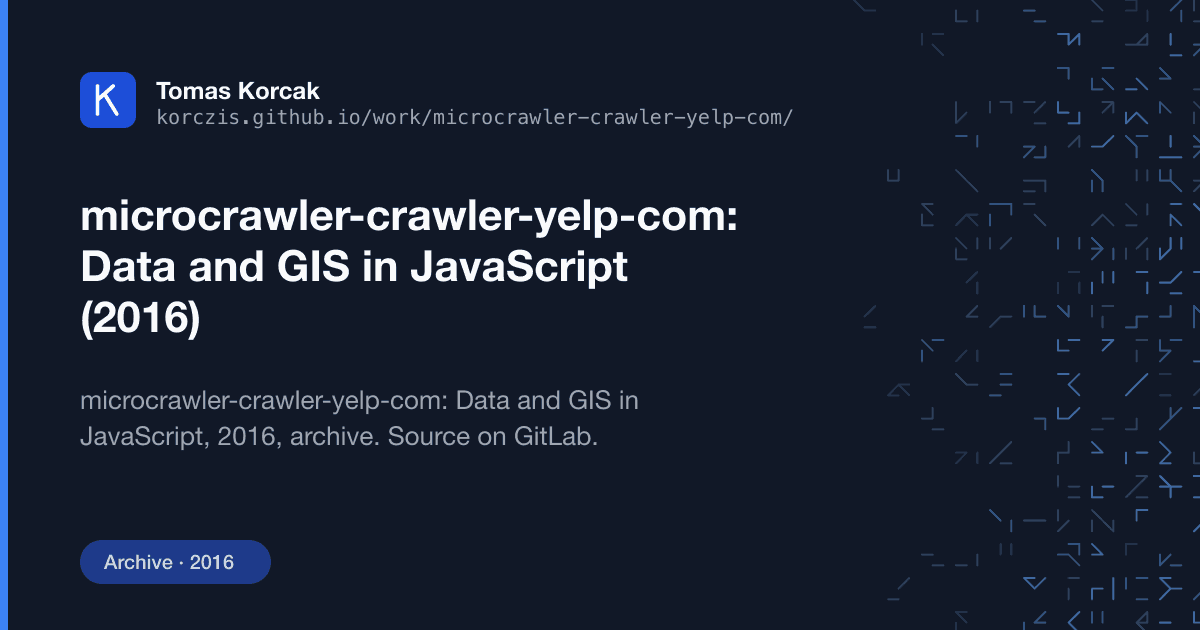 K
Tomas Korcak
korczis.github.io/work/microcrawler-crawler-yelp-com/
microcrawler-crawler-yelp-com:
Data and GIS in JavaScript
(2016)
microcrawler-crawler-yelp-com: Data and GIS in
JavaScript, 2016, archive. Source on GitLab.
Archive · 2016